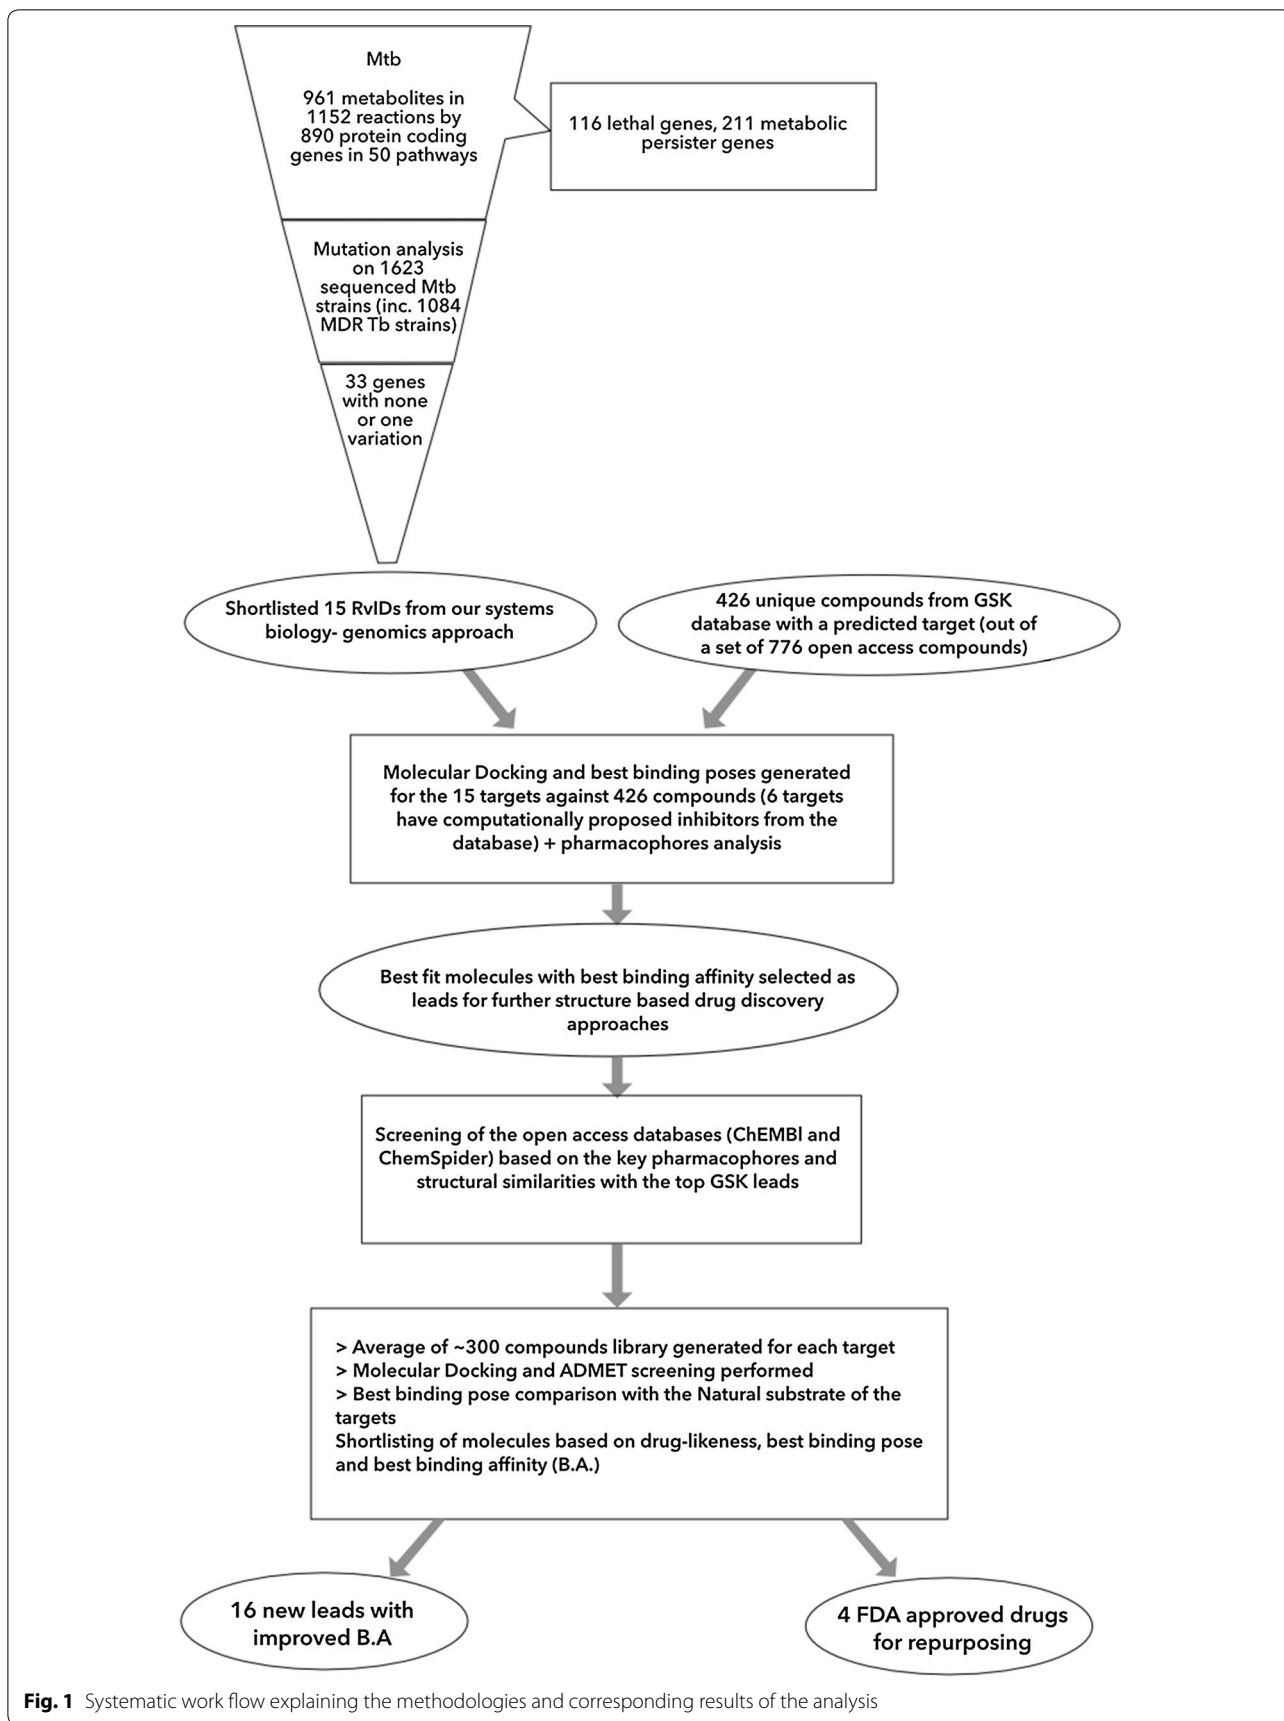 Mtb
961 metabolites in
1152 reactions by
890 protein coding
genes in 50 pathways
116 lethal genes, 211 metabolic
persister genes
Mutation analysis
on 1623
sequenced Mtb
strains (inc. 1084
MDR Tb strains)
33 genes
with none
or one
variation
Shortlisted 15 RvIDs from our systems
biology- genomics approach
426 unique compounds from GSK
database with a predicted target (out of
a set of 776 open access compounds)
Molecular Docking and best binding poses generated
for the 15 targets against 426 compounds (6 targets
have computationally proposed inhibitors from the
database) + pharmacophores analysis
Best fit molecules with best binding affinity selected as
leads for further structure based drug discovery
approaches
Screening of the open access databases (ChEMBl and
ChemSpider) based on the key pharmacophores and
structural similarities with the top GSK leads
> Average of ~300 compounds library generated for each target
> Molecular Docking and ADMET screening performed
> Best binding pose comparison with the Natural substrate of the
targets
Shortlisting of molecules based on drug-likeness, best binding pose
and best binding affinity (B.A.)
16 new leads with
improved B.A
4 FDA approved drugs
for repurposing
Fig. 1 Systematic work flow explaining the methodologies and corresponding results of the analysis